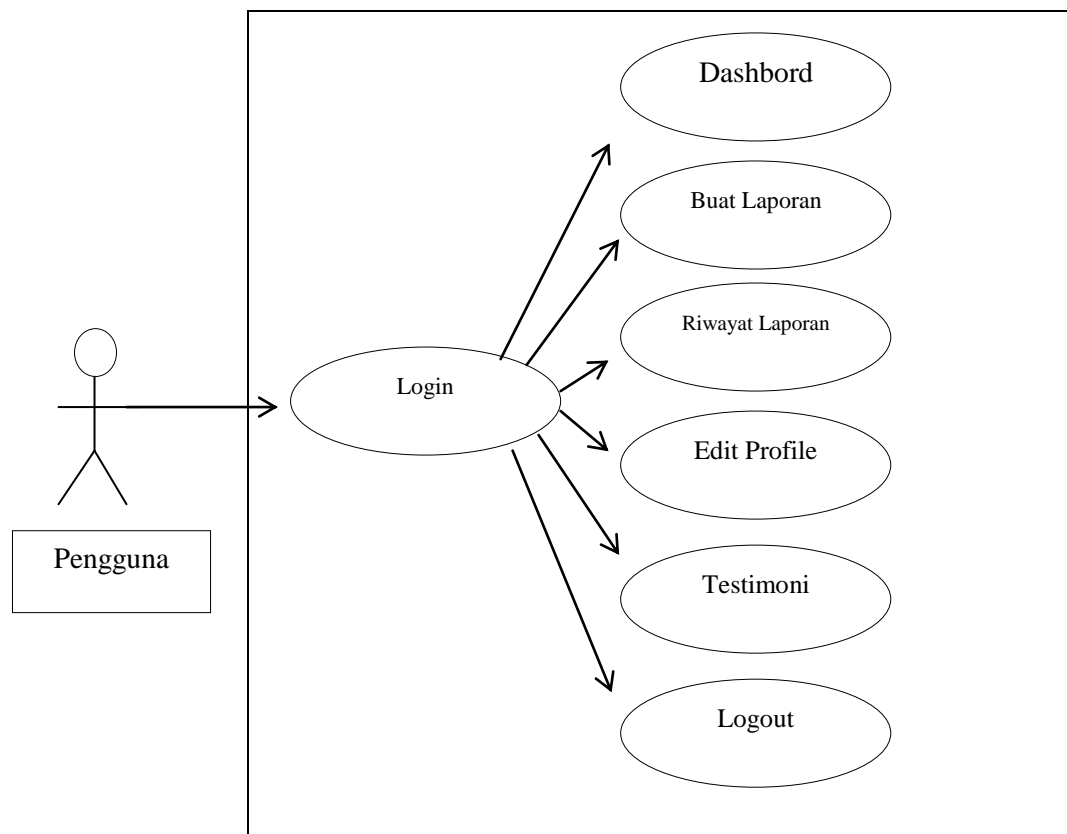 Dashbord
Buat Laporan
Riwayat Laporan
Login
Edit Profile
Pengguna
Testimoni
Logout